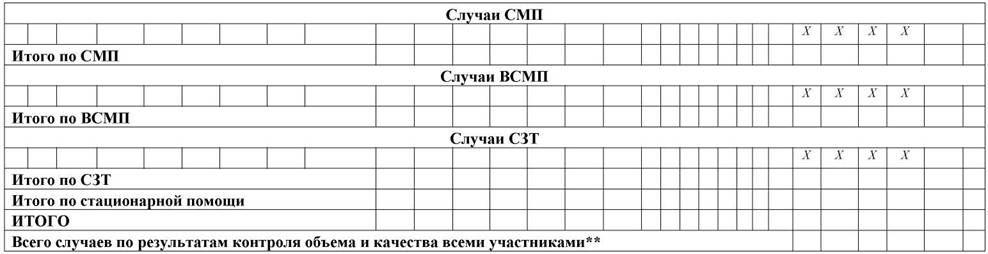 Случаи СМП
X X X X
Итого по СМП
Случаи ВСМП
X X X X
Итого по ВСМП
Случаи СЗТ
X X X X
Итого по СЗТ
Итого по стационарной помощи
ИТОГО
Всего случаев по результатам контроля объема и качества всеми участниками**